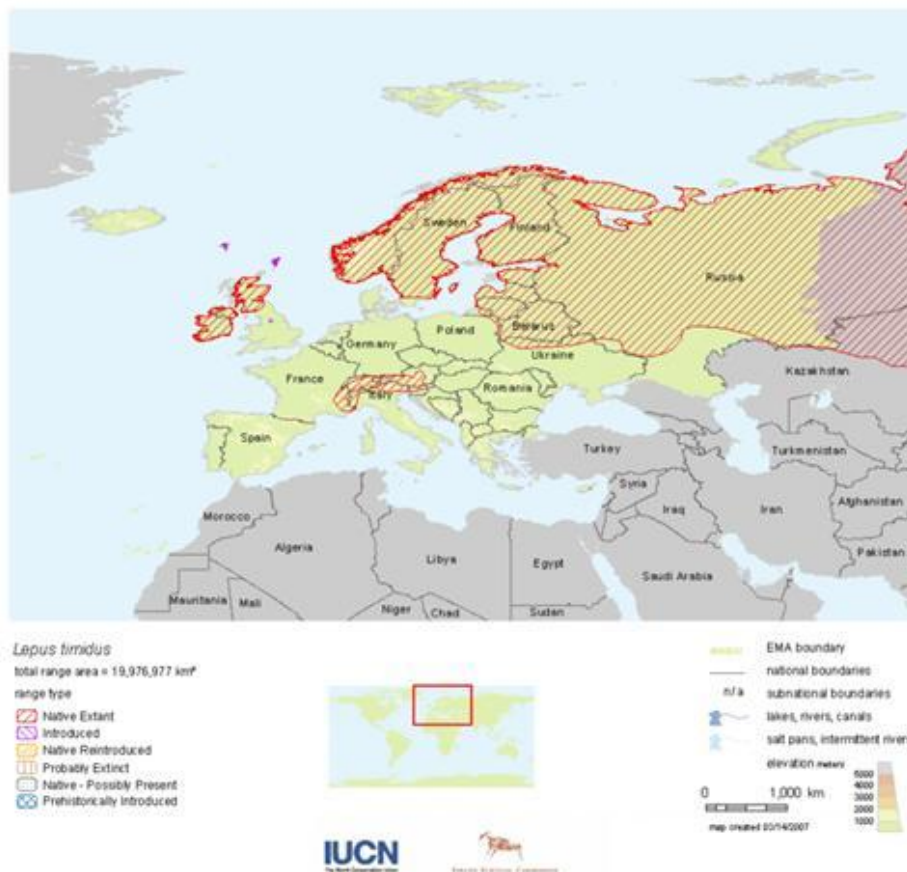 Sweden
Finland
Russia
Belarus
Poland
Germany
Ukraine
Kazakhstan
France
Romania
Italy
Spain
Turkey
Turkmenistan
Syria
Morocco
Iraq
Iran
Afghanistan
Algeria
Libya
Egypt
Pakistan
Saudi Arabia
Mauritania
Mali
Niger
Chad
Sudan
Lepus timidus
total range area = 19,976,977 km²
range type
Native Extant
Introduced
Native Reintroduced
Probably Extinct
Native - Possibly Present
Prehistorically Introduced
EMA boundary
national boundaries
n/a subnational boundaries
lakes, rivers, canals
salt pans, intermittent rivers
elevation meters
5000
4000
3000
2000
1000
0 1,000 km
map created 03/14/2007
IUCN
The World Conservation Union